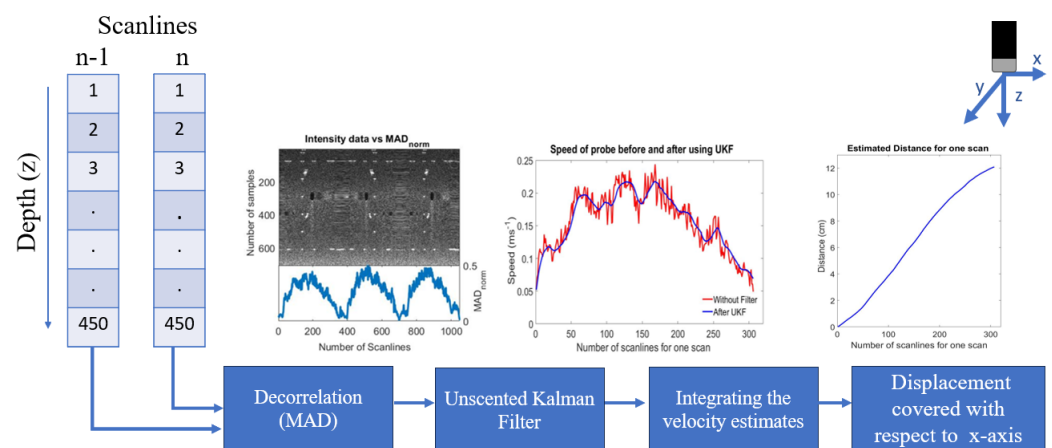 Scanlines
n-1 n
Depth (z)
1
2
3
.
.
.
450
1
2
3
.
.
.
450
x
y
z
Intensity data vs MADnorm
Number of samples
200
400
600
0.5
0
MADnorm
0 200 400 600 800 1000
Number of Scanlines
Speed of probe before and after using UKF
Speed (ms-1)
0.25
0.2
0.15
0.1
0.05
0
Without Filter
After UKF
0 50 100 150 200 250 300
Number of scanlines for one scan
Estimated Distance for one scan
Distance (cm)
12
10
8
6
4
2
0
0 100 200 300
Number of scanlines for one scan
Decorrelation
(MAD)
Unscented Kalman
Filter
Integrating the
velocity estimates
Displacement
covered with
respect to x-axis